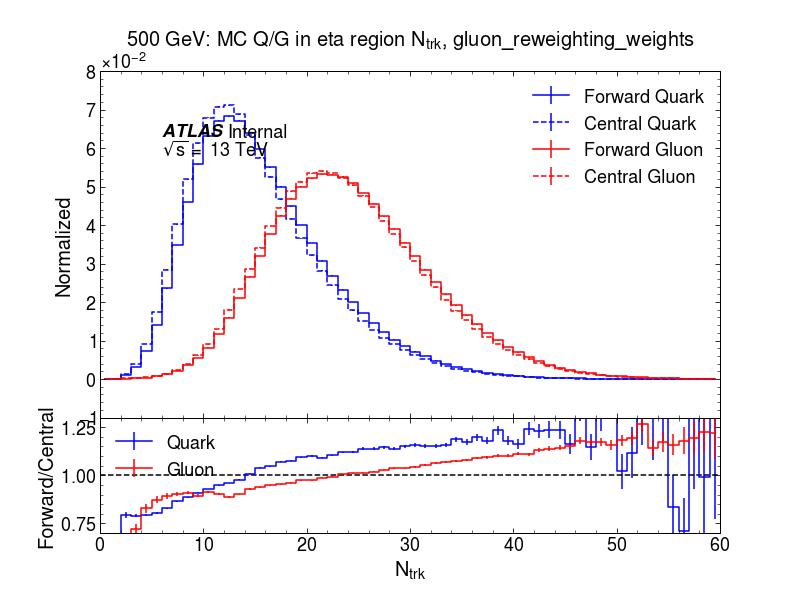 500 GeV: MC Q/G in eta region N_trk, gluon_reweighting_weights
×10⁻²
8
7
6
5
4
3
2
1
0
−1
Normalized
ATLAS Internal
√s = 13 TeV
Forward Quark
Central Quark
Forward Gluon
Central Gluon
1.25
1.00
0.75
Forward/Central
Quark
Gluon
0 10 20 30 40 50 60
N_trk